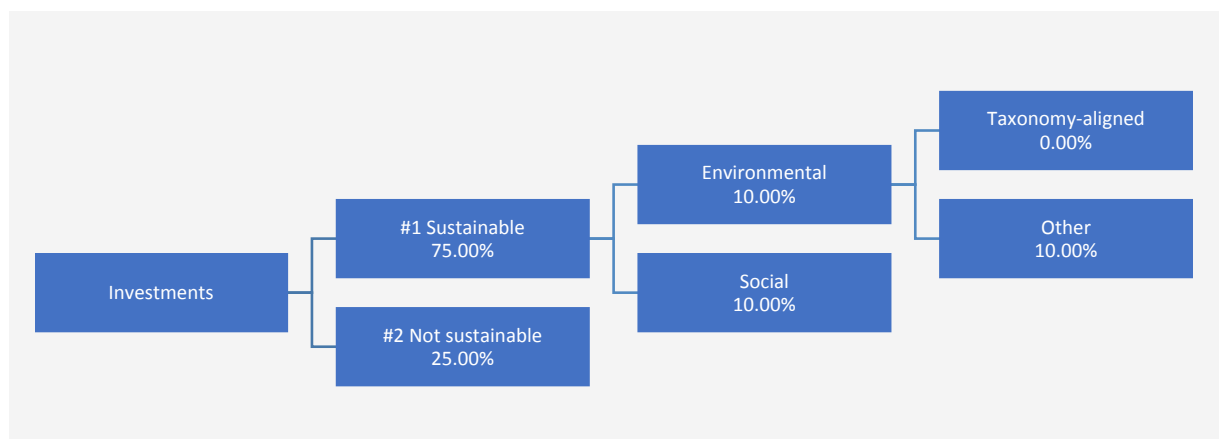 Investments
#1 Sustainable
75.00%
#2 Not sustainable
25.00%
Environmental
10.00%
Social
10.00%
Taxonomy-aligned
0.00%
Other
10.00%